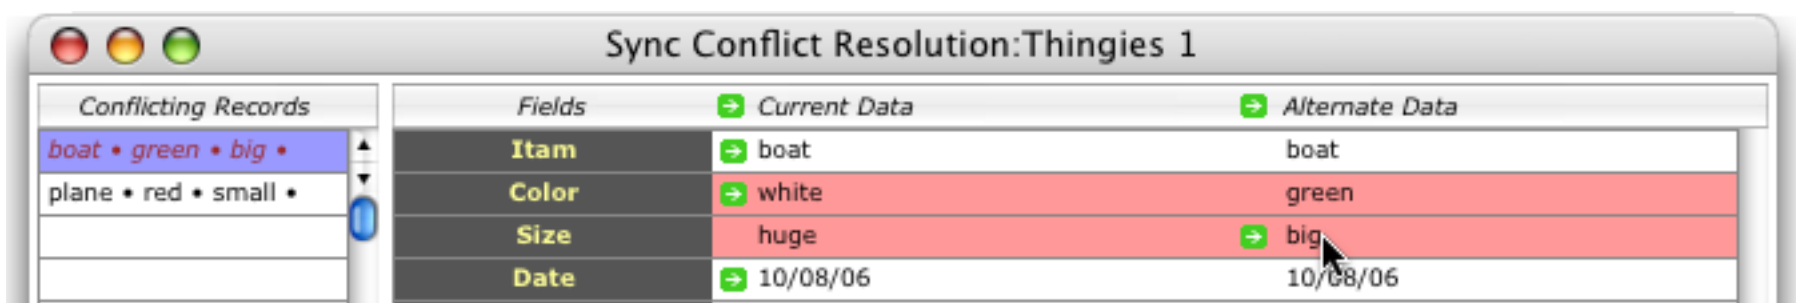 Sync Conflict Resolution:Thingies 1
Conflicting Records Fields Current Data Alternate Data
boat • green • big • Itam boat boat
plane • red • small • Color white green
Size huge big
Date 10/08/06 10/08/06